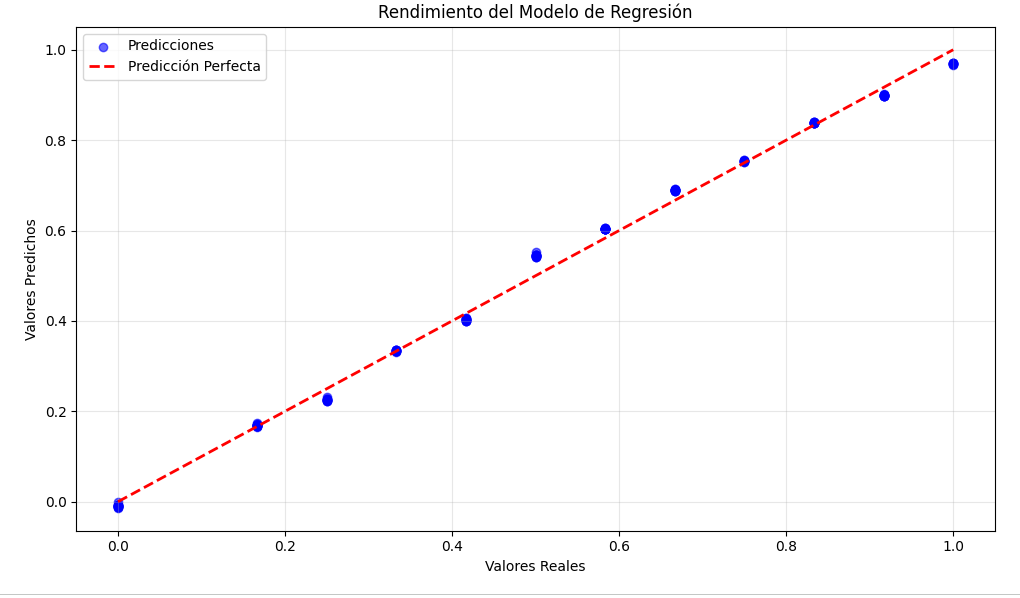 Rendimiento del Modelo de Regresión
Predicciones
Predicción Perfecta
1.0
0.8
0.6
0.4
0.2
0.0
Valores Predichos
0.0 0.2 0.4 0.6 0.8 1.0
Valores Reales